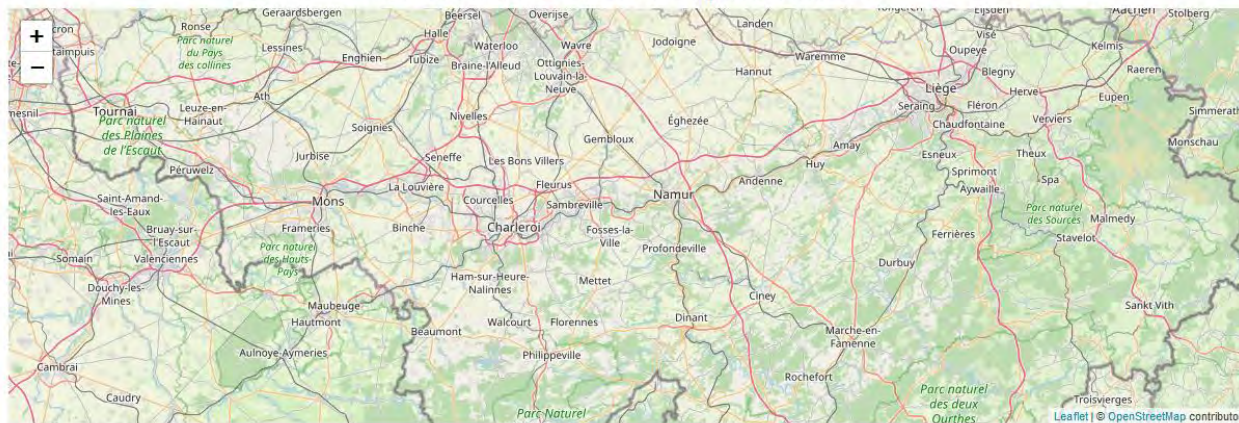 Ronse
Geraardsbergen
Beersel
Overijse
Landen
Visé
Aachen
Stolberg
+
−
Parc naturel
du Pays
des collines
Lessines
Enghien
Halle
Tubize
Waterloo
Braine-l'Alleud
Wavre
Ottignies-
Louvain-la-
Neuve
Jodoigne
Hannut
Waremme
Oupeye
Blegny
Kelmis
Raeren
Tournai
Leuze-en-
Hainaut
Ath
Soignies
Nivelles
Gembloux
Éghezée
Liège
Seraing
Fléron
Herve
Eupen
Chaudfontaine
Verviers
Simmerath
Monschau
Parc naturel
des Plaines
de l'Escaut
Péruwelz
Jurbise
Seneffe
Les Bons Villers
Amay
Huy
Esneux
Theux
Sprimont
Spa
Aywaille
Saint-Amand-
les-Eaux
Mons
La Louvière
Courcelles
Fleurus
Sambreville
Namur
Andenne
Parc naturel
des Sources
Malmedy
Stavelot
Bruay-sur-
l'Escaut
Valenciennes
Frameries
Binche
Charleroi
Fosses-la-
Ville
Profondeville
Ferrières
Durbuy
Somain
Parc naturel
des Hauts-
Pays
Douchy-les-
Mines
Ham-sur-Heure-
Nalinnes
Mettet
Ciney
Sankt Vith
Maubeuge
Hautmont
Beaumont
Walcourt
Florennes
Dinant
Marche-en-
Famenne
Aulnoye-Aymeries
Philippeville
Rochefort
Cambrai
Caudry
Parc Naturel
Parc naturel
des deux
Ourthes
Troisvierges
Leaflet | © OpenStreetMap contributo